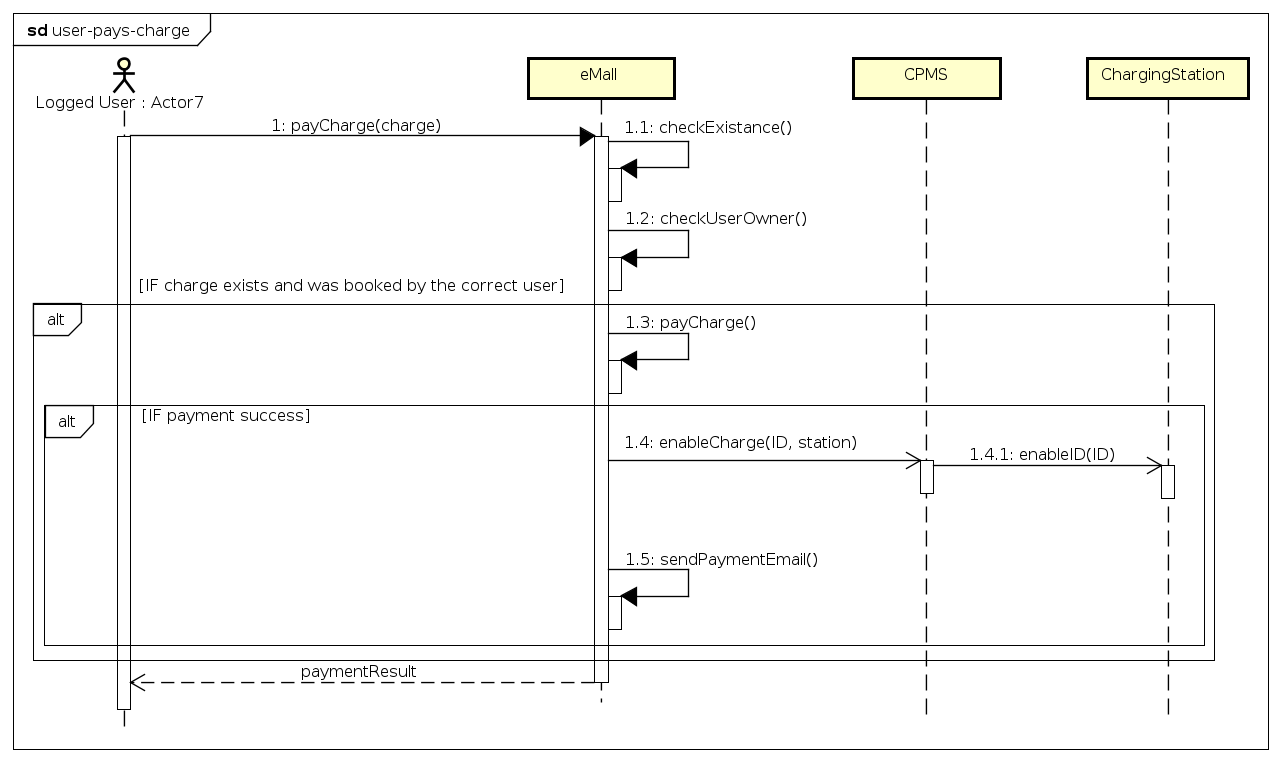 sd user-pays-charge
Logged User : Actor7
eMall
CPMS
ChargingStation
1: payCharge(charge)
1.1: checkExistance()
1.2: checkUserOwner()
[IF charge exists and was booked by the correct user]
alt
1.3: payCharge()
alt
[IF payment success]
1.4: enableCharge(ID, station)
1.4.1: enableID(ID)
1.5: sendPaymentEmail()
paymentResult